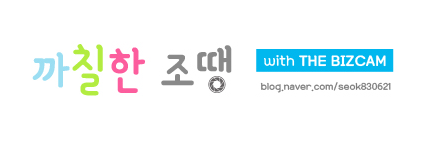 까칠한 조땡
with THE BIZCAM
blog.naver.com/seok830621